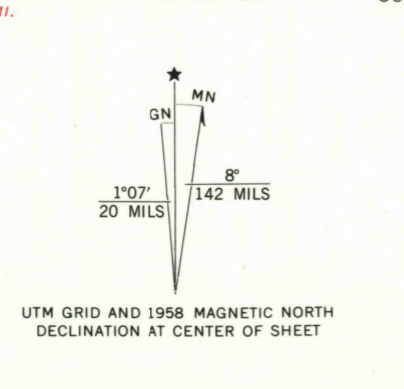 MN
GN
8°
1°07'
142 MILS
20 MILS
UTM GRID AND 1958 MAGNETIC NORTH
DECLINATION AT CENTER OF SHEET